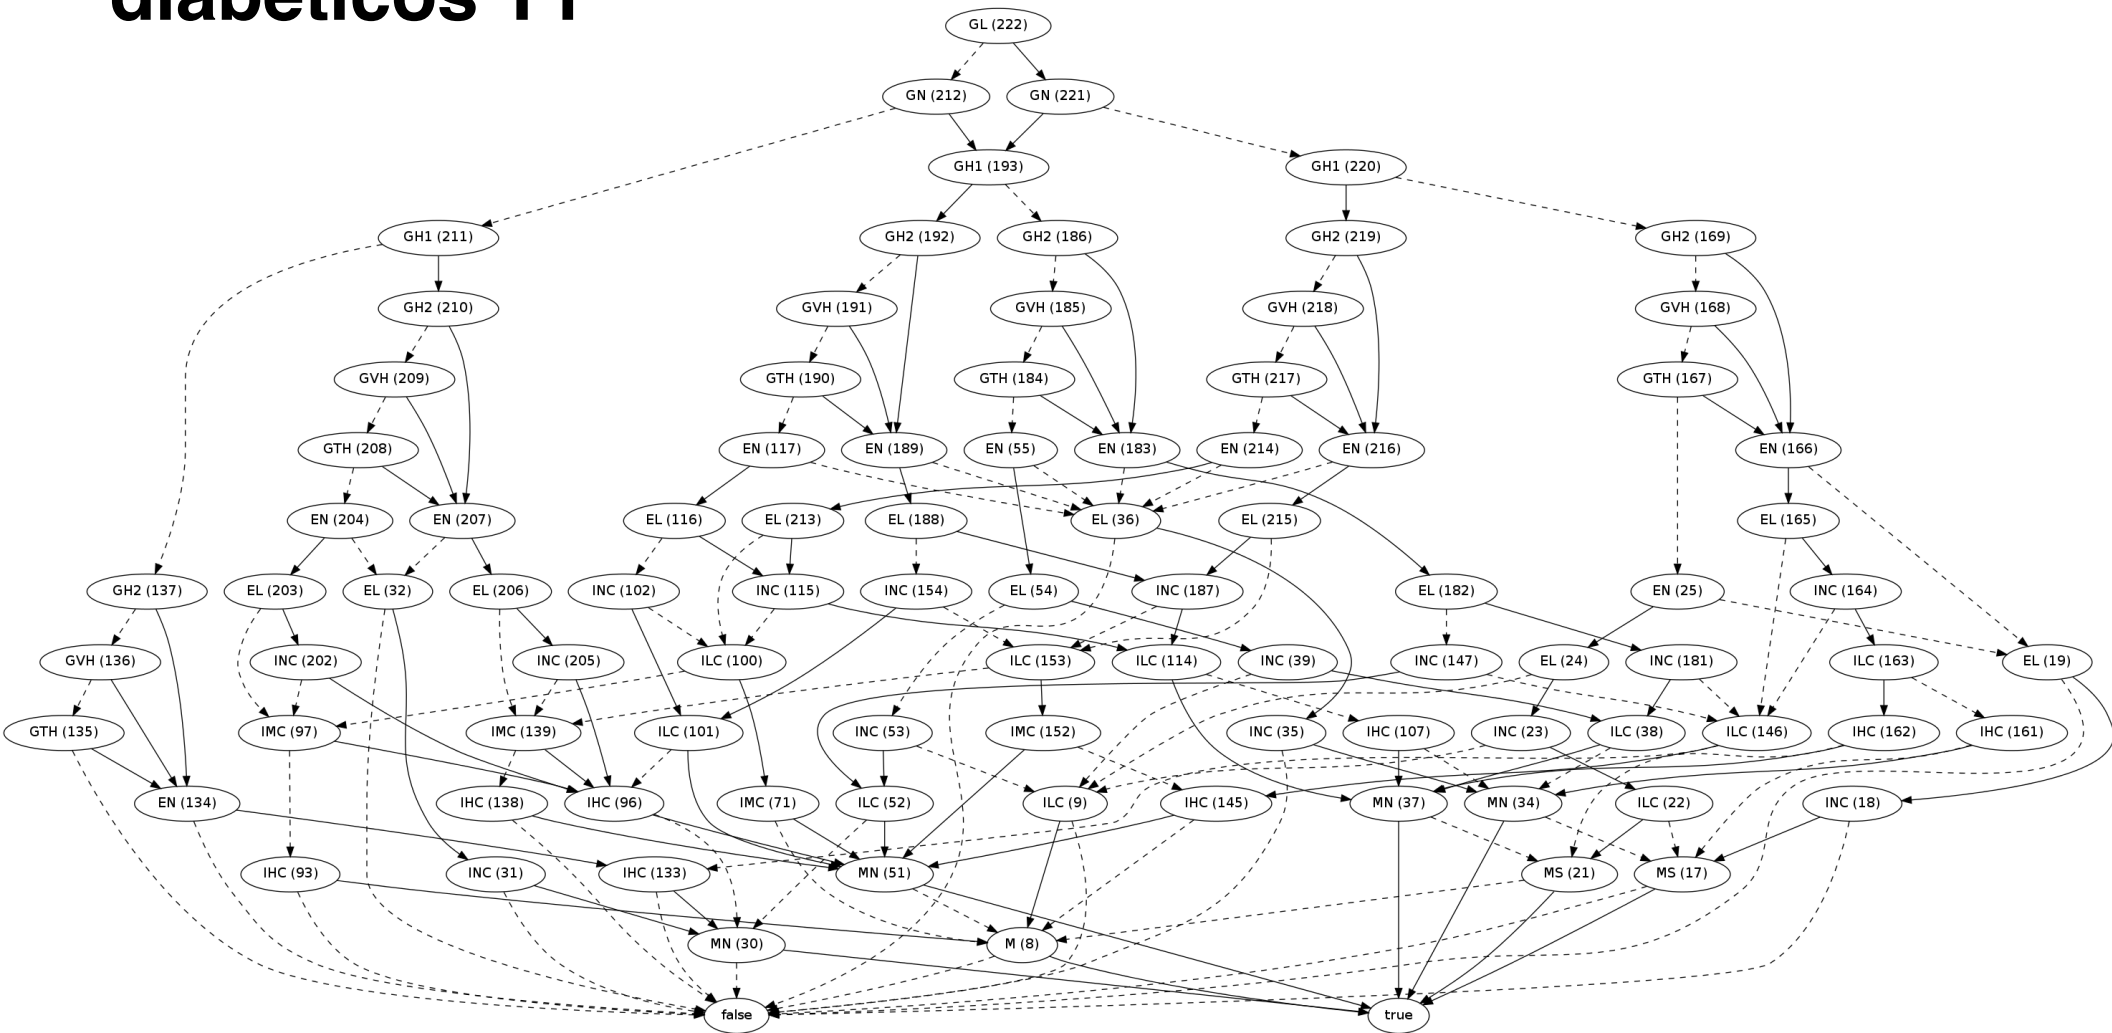 diabéticos T1
GL (222)
GN (212) GN (221)
GH1 (193) GH1 (220)
GH1 (211) GH2 (192) GH2 (186) GH2 (219) GH2 (169)
GH2 (210) GVH (191) GVH (185) GVH (218) GVH (168)
GVH (209) GTH (190) GTH (184) GTH (217) GTH (167)
GTH (208) EN (117) EN (189) EN (55) EN (183) EN (214) EN (216) EN (166)
EN (204) EN (207) EL (116) EL (213) EL (188) EL (36) EL (215) EL (165)
GH2 (137) EL (203) EL (32) EL (206) INC (102) INC (115) INC (154) EL (54) INC (187) EL (182) EN (25) INC (164)
GVH (136) INC (202) INC (205) ILC (100) ILC (153) ILC (114) INC (39) INC (147) EL (24) INC (181) ILC (163) EL (19)
GTH (135) IMC (97) IMC (139) ILC (101) INC (53) IMC (152) INC (35) IHC (107) INC (23) ILC (38) ILC (146) IHC (162) IHC (161)
EN (134) IHC (138) IHC (96) IMC (71) ILC (52) ILC (9) IHC (145) MN (37) MN (34) ILC (22) INC (18)
IHC (93) INC (31) IHC (133) MN (51) MS (21) MS (17)
MN (30) M (8)
false true